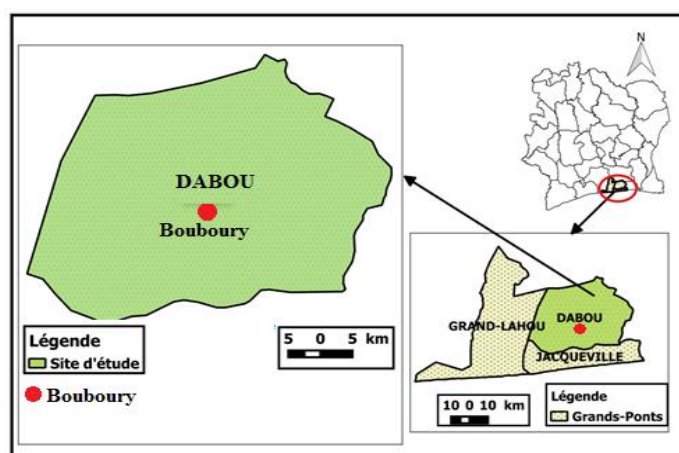 DABOU
Bouboury
Légende
Site d'étude
Bouboury
5 0 5 km
N
GRAND-LAHOU
DABOU
JACQUEVILLE
10 0 10 km
Légende
Grands-Ponts